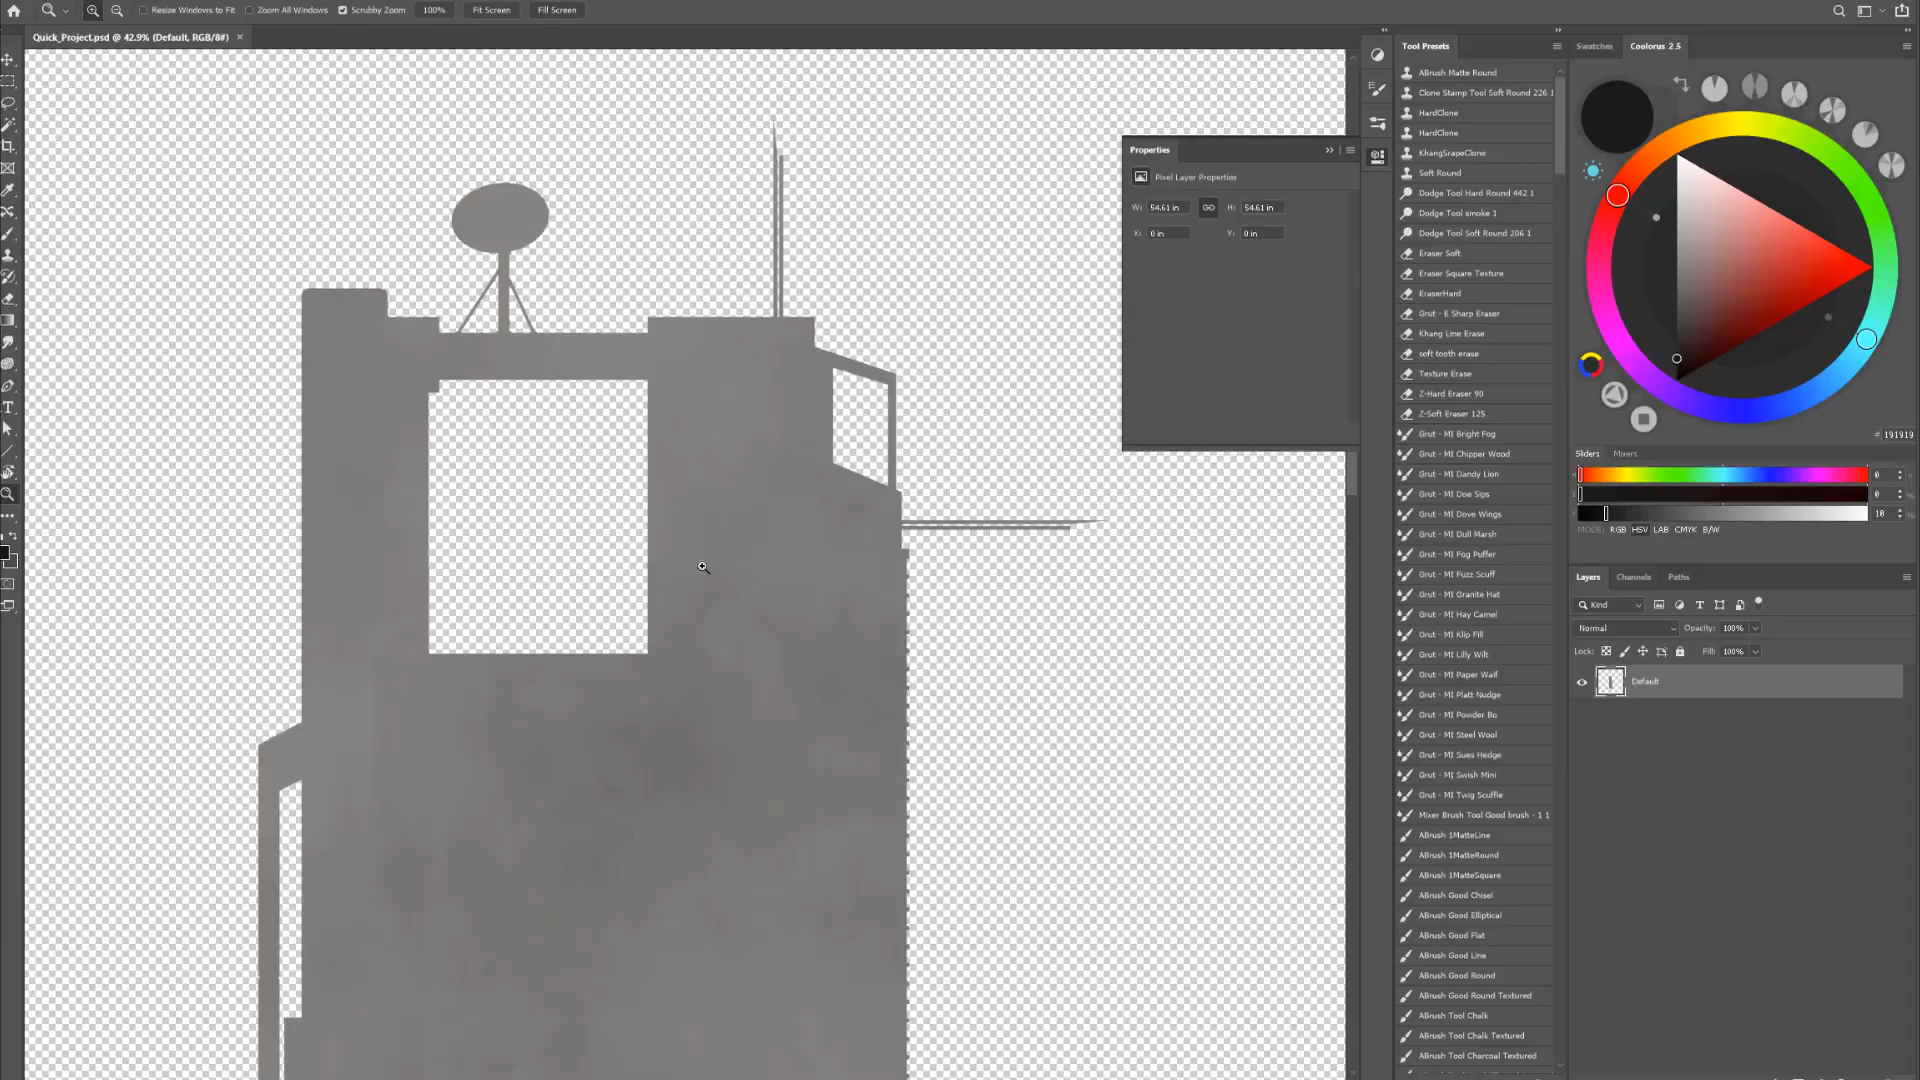 Resize Windows to Fit
Zoom All Windows
Scrubby Zoom
100%
Fit Screen
Fill Screen
Quick_Project.psd @ 42.9% (Default, RGB/8#)
Properties
Pixel Layer Properties
W: 54.61 in
H: 54.61 in
X: 0 in
Y: 0 in
Tool Presets
ABrush Matte Round
Clone Stamp Tool Soft Round 226 1
HardClone
HardClone
KhangSrapeClone
Soft Round
Dodge Tool Hard Round 442 1
Dodge Tool smoke 1
Dodge Tool Soft Round 206 1
Eraser Soft
Eraser Square Texture
EraserHard
Grut - E Sharp Eraser
Khang Line Erase
soft tooth erase
Texture Erase
Z-Hard Eraser 90
Z-Soft Eraser 125
Grut - MI Bright Fog
Grut - MI Chipper Wood
Grut - MI Dandy Lion
Grut - MI Doe Sips
Grut - MI Dove Wings
Grut - MI Dull Marsh
Grut - MI Fog Puffer
Grut - MI Fuzz Scuff
Grut - MI Granite Hat
Grut - MI Hay Camel
Grut - MI Klip Fill
Grut - MI Lilly Wilt
Grut - MI Paper Waif
Grut - MI Platt Nudge
Grut - MI Powder Bo
Grut - MI Steel Wool
Grut - MI Sues Hedge
Grut - MI Swish Mini
Grut - MI Twig Scuffle
Mixer Brush Tool Good brush - 1 1
ABrush 1MatteLine
ABrush 1MatteRound
ABrush 1MatteSquare
ABrush Good Chisel
ABrush Good Elliptical
ABrush Good Flat
ABrush Good Line
ABrush Good Round
ABrush Good Round Textured
ABrush Tool Chalk
ABrush Tool Chalk Textured
ABrush Tool Charcoal Textured
Swatches
Coolorus 2.5
# 191919
Sliders
Mixers
0
0
10
MODE: RGB HSV LAB CMYK B/W
Layers
Channels
Paths
Kind
Normal
Opacity: 100%
Lock:
Fill: 100%
Default